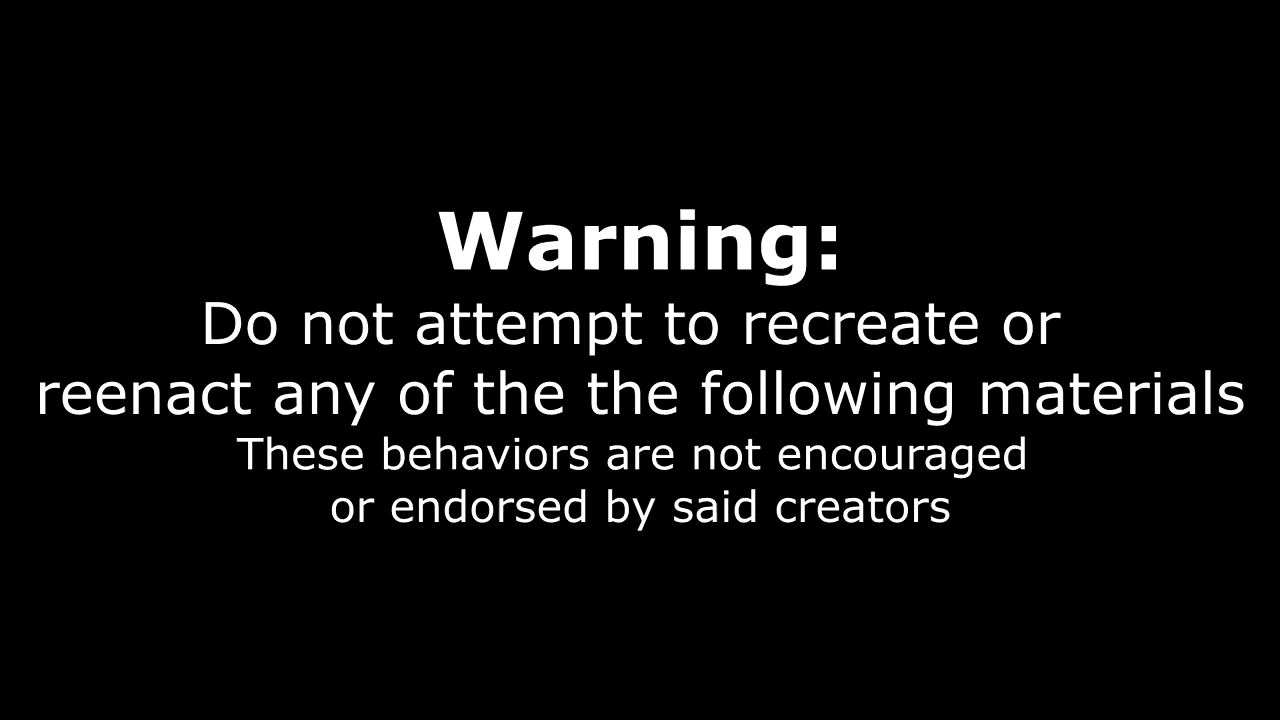 Warning:
Do not attempt to recreate or
reenact any of the the following materials
These behaviors are not encouraged
or endorsed by said creators